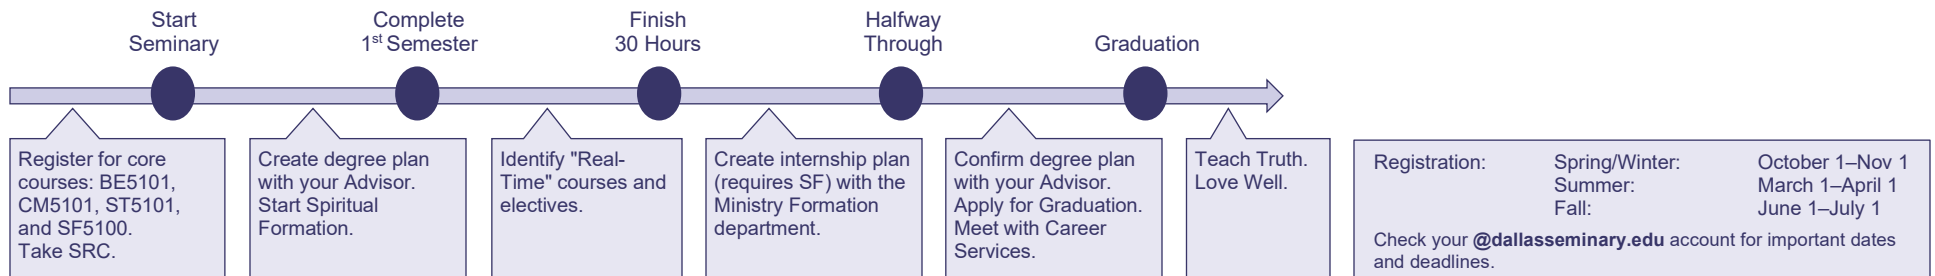 Start
Seminary
Complete
1st Semester
Finish
30 Hours
Halfway
Through
Graduation
Register for core
courses: BE5101,
CM5101, ST5101,
and SF5100.
Take SRC.
Create degree plan
with your Advisor.
Start Spiritual
Formation.
Identify "Real-
Time" courses and
electives.
Create internship plan
(requires SF) with the
Ministry Formation
department.
Confirm degree plan
with your Advisor.
Apply for Graduation.
Meet with Career
Services.
Teach Truth.
Love Well.
Registration: Spring/Winter: October 1–Nov 1
Summer: March 1–April 1
Fall: June 1–July 1
Check your @dallasseminary.edu account for important dates
and deadlines.